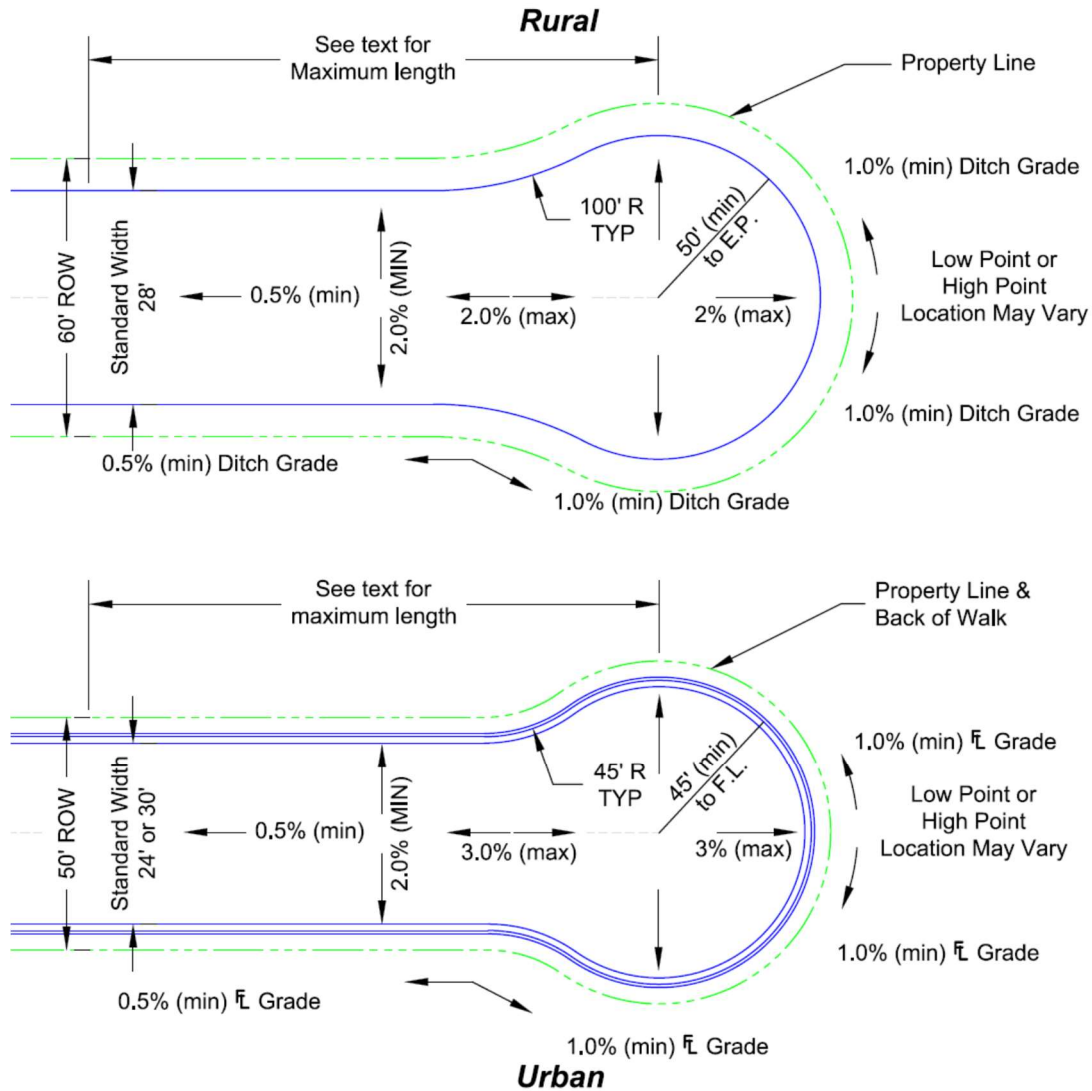 Rural
See text for
Maximum length
Property Line
1.0% (min) Ditch Grade
60' ROW
Standard Width
28'
0.5% (min)
2.0% (MIN)
100' R
TYP
2.0% (max)
50' (min)
to E.P.
2% (max)
Low Point or
High Point
Location May Vary
1.0% (min) Ditch Grade
0.5% (min) Ditch Grade
1.0% (min) Ditch Grade
See text for
maximum length
Property Line &
Back of Walk
1.0% (min) FL Grade
50' ROW
Standard Width
24' or 30'
0.5% (min)
2.0% (MIN)
45' R
TYP
3.0% (max)
45' (min)
to F.L.
3% (max)
Low Point or
High Point
Location May Vary
1.0% (min) FL Grade
0.5% (min) FL Grade
1.0% (min) FL Grade
Urban